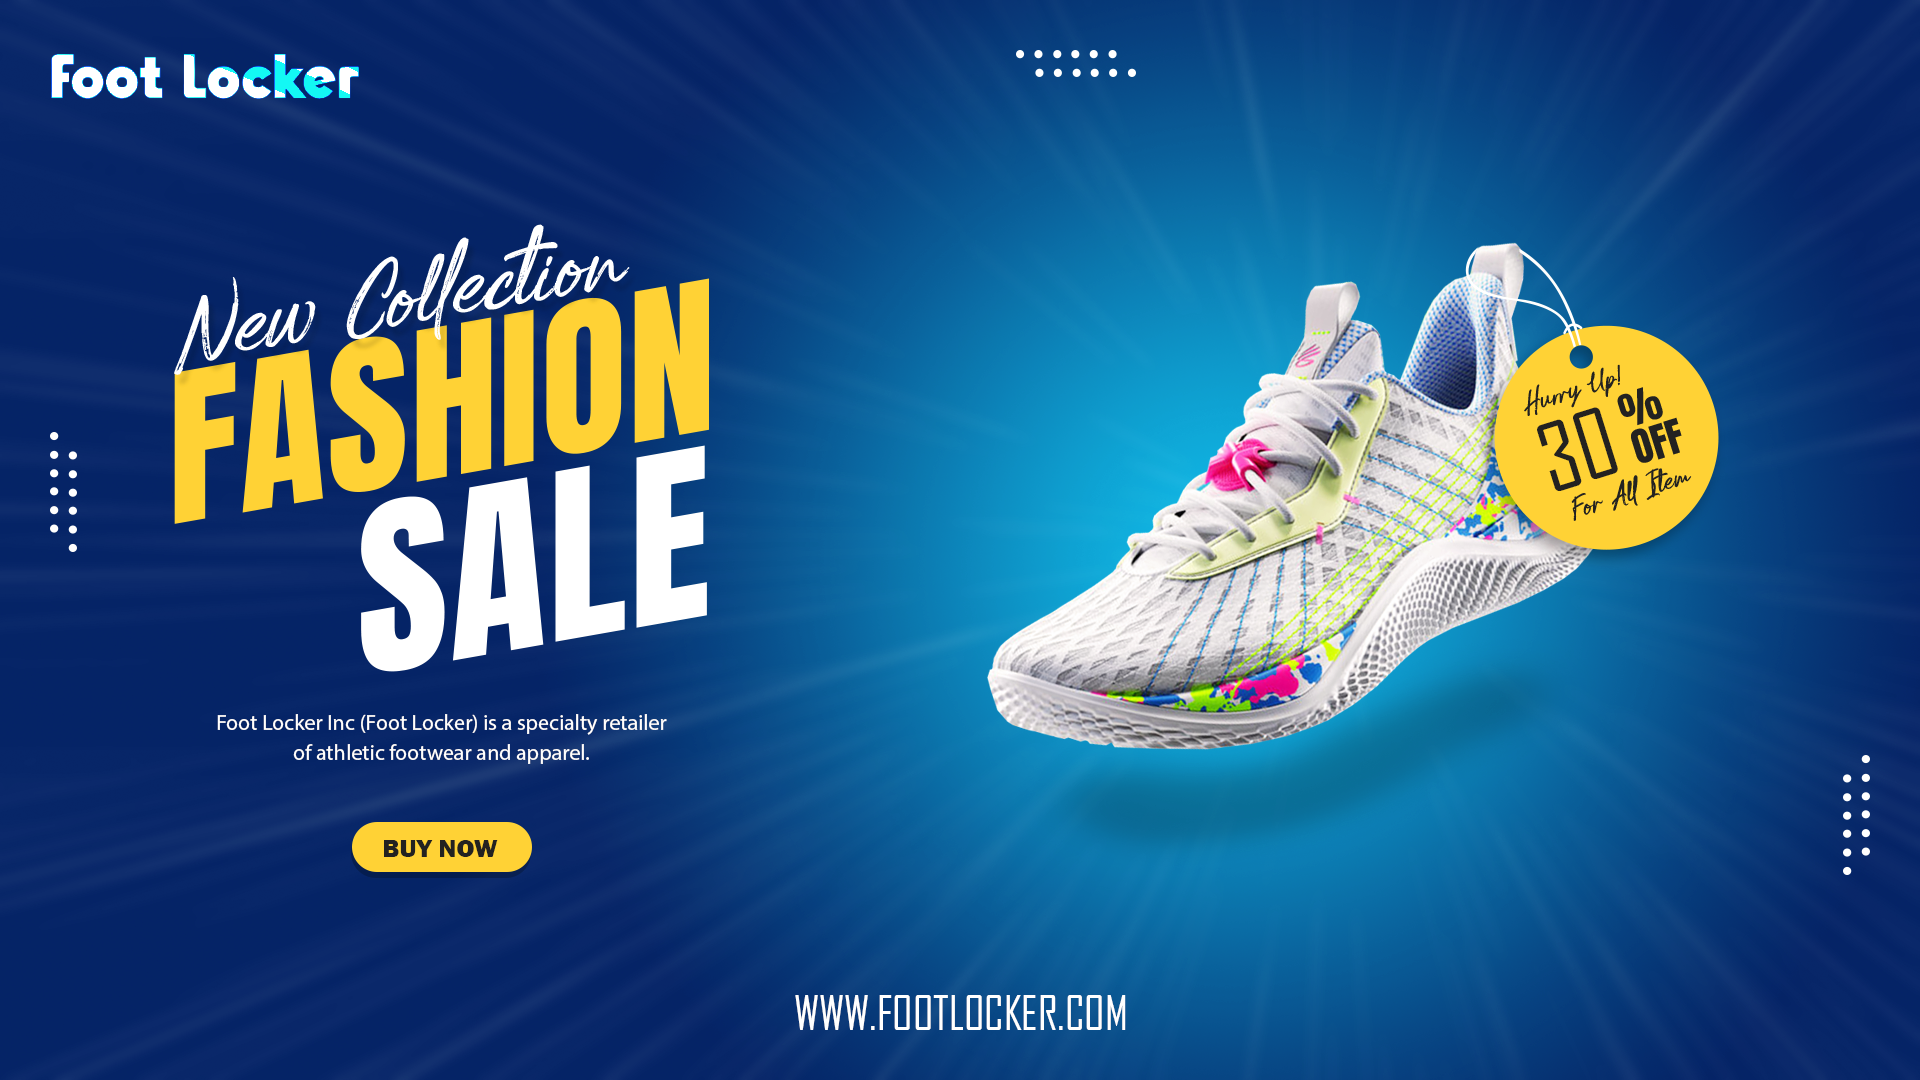 Foot Locker
New Collection
FASHION
SALE
Foot Locker Inc (Foot Locker) is a specialty retailer
of athletic footwear and apparel.
BUY NOW
Hurry Up!
30 % OFF
For All Item
WWW.FOOTLOCKER.COM